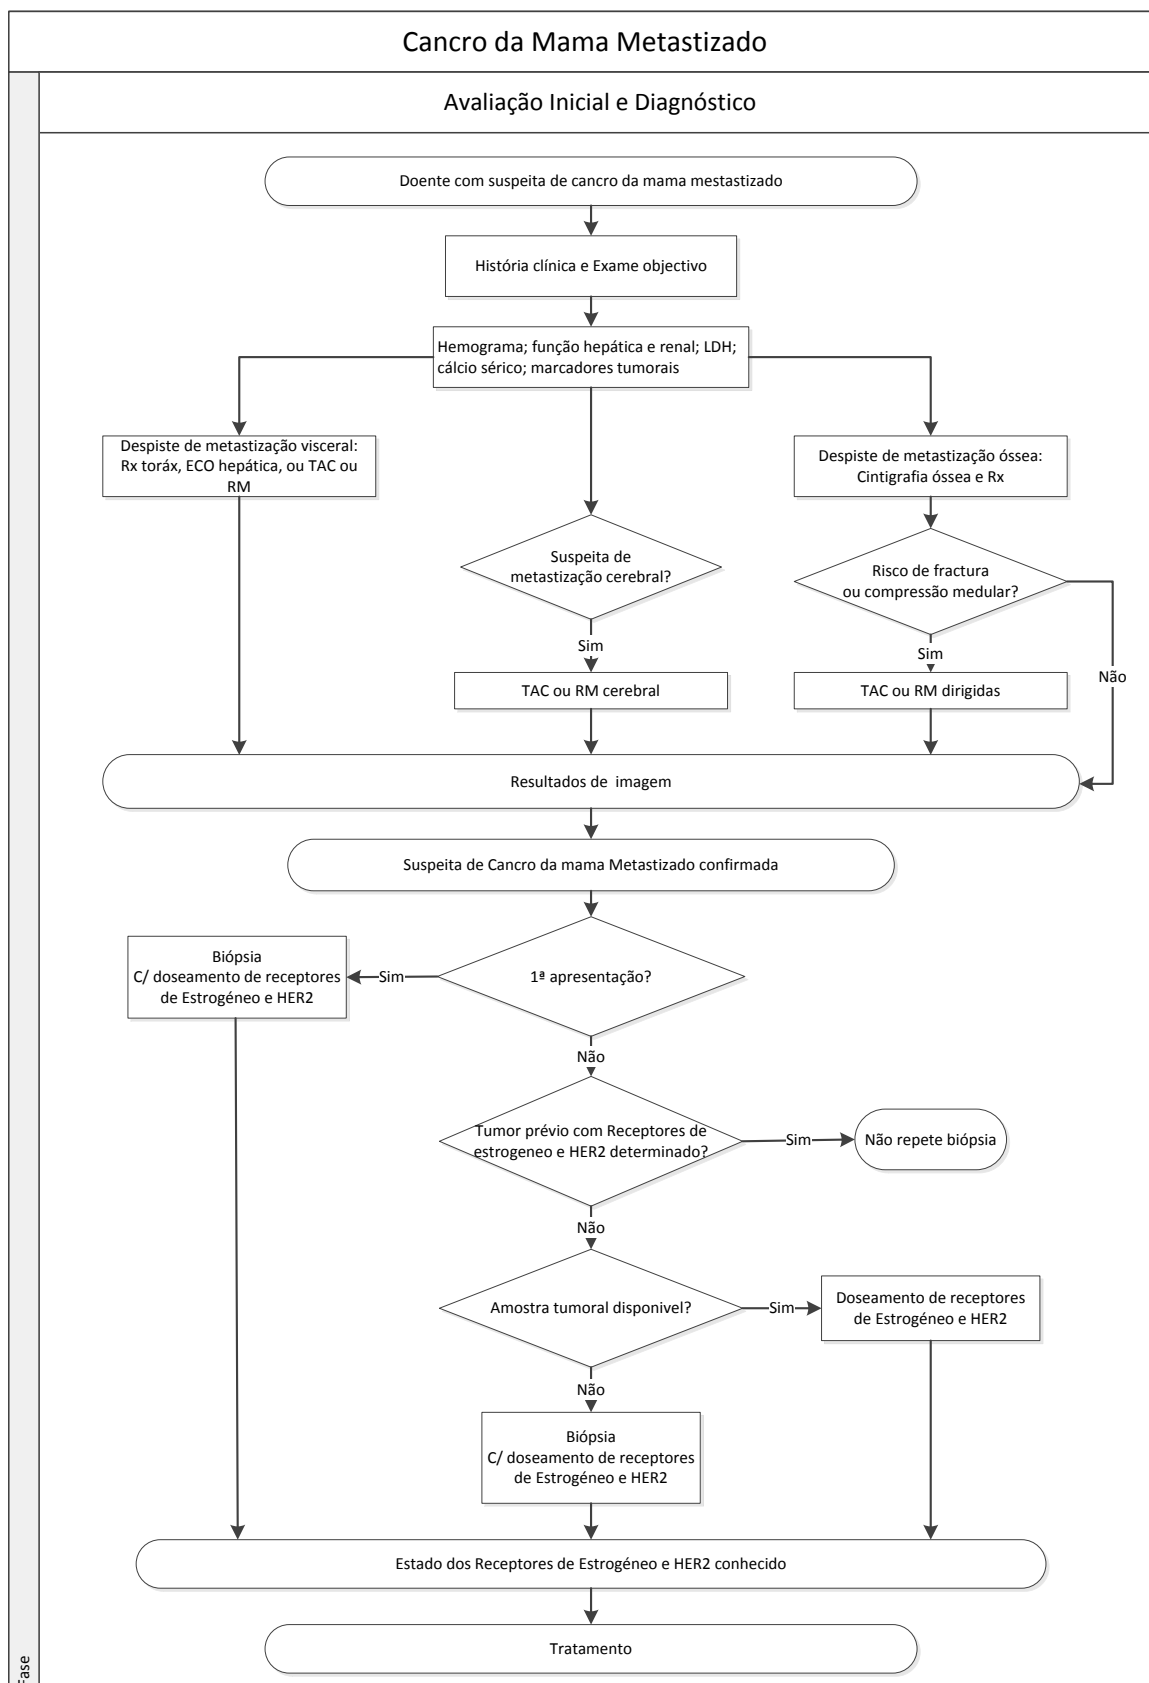 Cancro da Mama Metastizado
Avaliação Inicial e Diagnóstico
Doente com suspeita de cancro da mama mestastizado
História clínica e Exame objectivo
Hemograma; função hepática e renal; LDH;
cálcio sérico; marcadores tumorais
Despiste de metastização visceral:
Rx toráx, ECO hepática, ou TAC ou
RM
Despiste de metastização óssea:
Cintigrafia óssea e Rx
Suspeita de
metastização cerebral?
Risco de fractura
ou compressão medular?
Sim
Sim
Não
TAC ou RM cerebral
TAC ou RM dirigidas
Resultados de  imagem
Suspeita de Cancro da mama Metastizado confirmada
1ª apresentação?
Sim
Biópsia
C/ doseamento de receptores
de Estrogéneo e HER2
Não
Tumor prévio com Receptores de
estrogeneo e HER2 determinado?
Sim
Não repete biópsia
Não
Amostra tumoral disponivel?
Sim
Doseamento de receptores
de Estrogéneo e HER2
Não
Biópsia
C/ doseamento de receptores
de Estrogéneo e HER2
Estado dos Receptores de Estrogéneo e HER2 conhecido
Tratamento
Fase